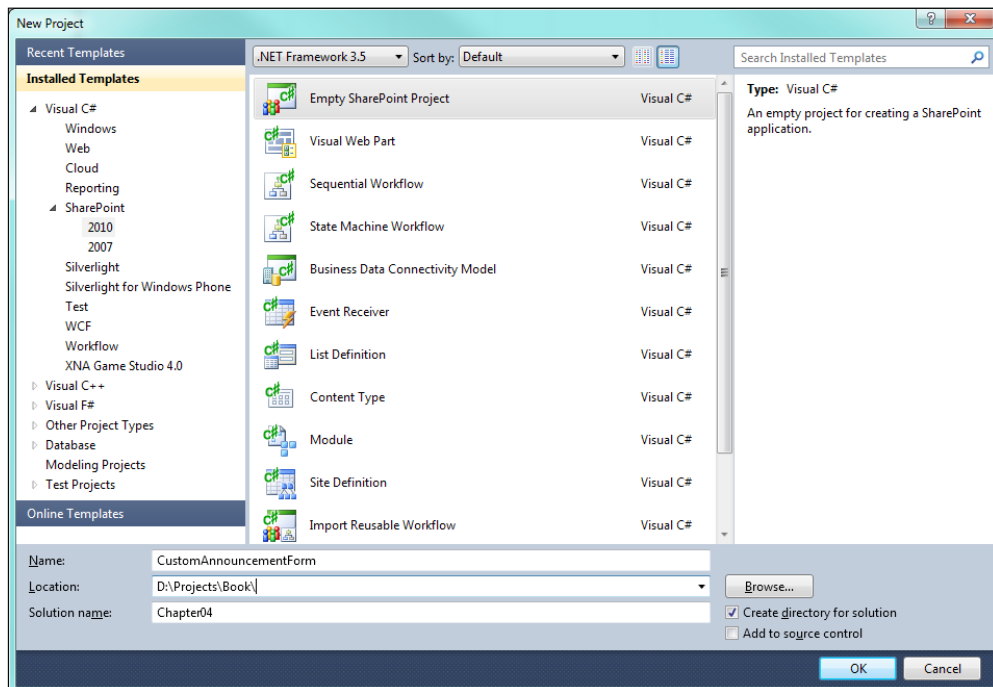 New Project
Recent Templates
Installed Templates
Visual C#
Windows
Web
Cloud
Reporting
SharePoint
2010
2007
Silverlight
Silverlight for Windows Phone
Test
WCF
Workflow
XNA Game Studio 4.0
Visual C++
Visual F#
Other Project Types
Database
Modeling Projects
Test Projects
Online Templates
.NET Framework 3.5 Sort by: Default
Empty SharePoint Project Visual C#
Visual Web Part Visual C#
Sequential Workflow Visual C#
State Machine Workflow Visual C#
Business Data Connectivity Model Visual C#
Event Receiver Visual C#
List Definition Visual C#
Content Type Visual C#
Module Visual C#
Site Definition Visual C#
Import Reusable Workflow Visual C#
Search Installed Templates
Type: Visual C#
An empty project for creating a SharePoint
application.
Name: CustomAnnouncementForm
Location: D:\Projects\Book\ Browse...
Solution name: Chapter04
Create directory for solution
Add to source control
OK Cancel